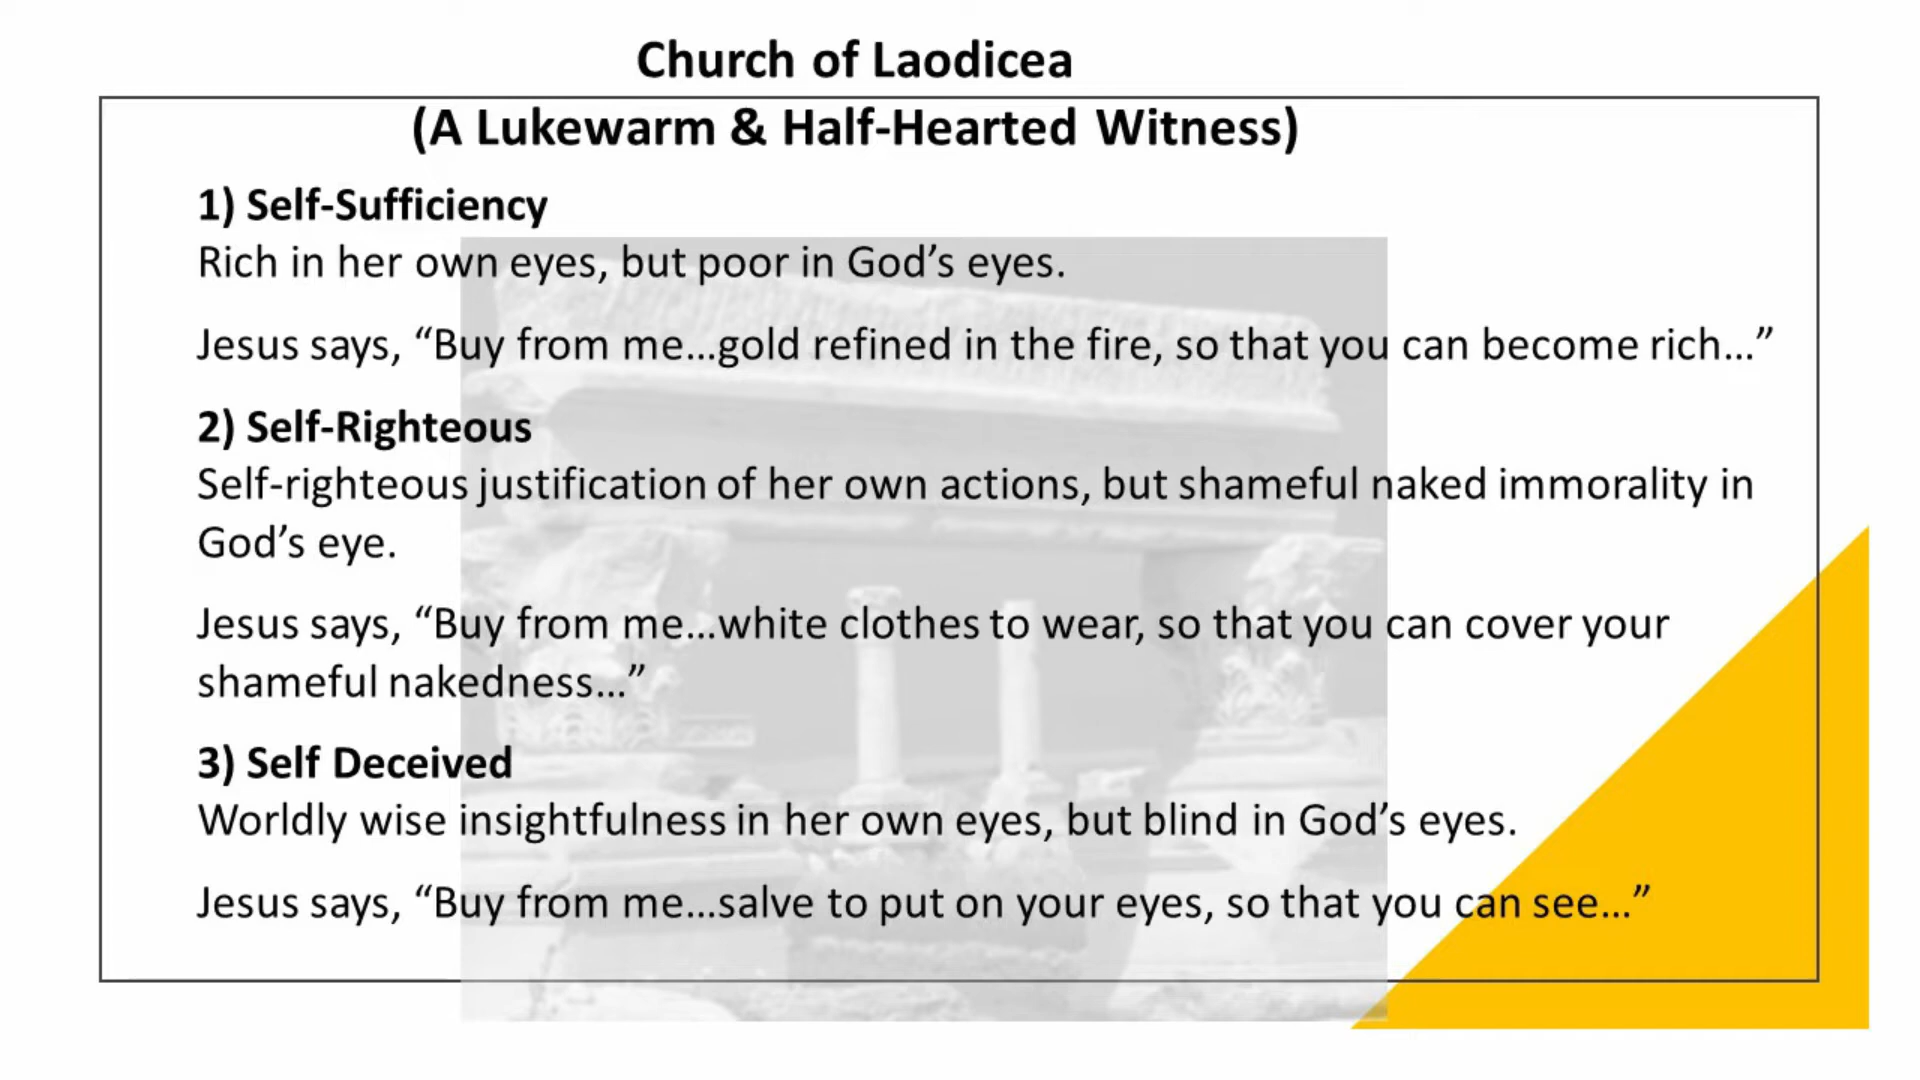 Church of Laodicea
(A Lukewarm & Half-Hearted Witness)
1) Self-Sufficiency
Rich in her own eyes, but poor in God’s eyes.
Jesus says, “Buy from me…gold refined in the fire, so that you can become rich…”
2) Self-Righteous
Self-righteous justification of her own actions, but shameful naked immorality in
God’s eye.
Jesus says, “Buy from me…white clothes to wear, so that you can cover your
shameful nakedness…”
3) Self Deceived
Worldly wise insightfulness in her own eyes, but blind in God’s eyes.
Jesus says, “Buy from me…salve to put on your eyes, so that you can see…”